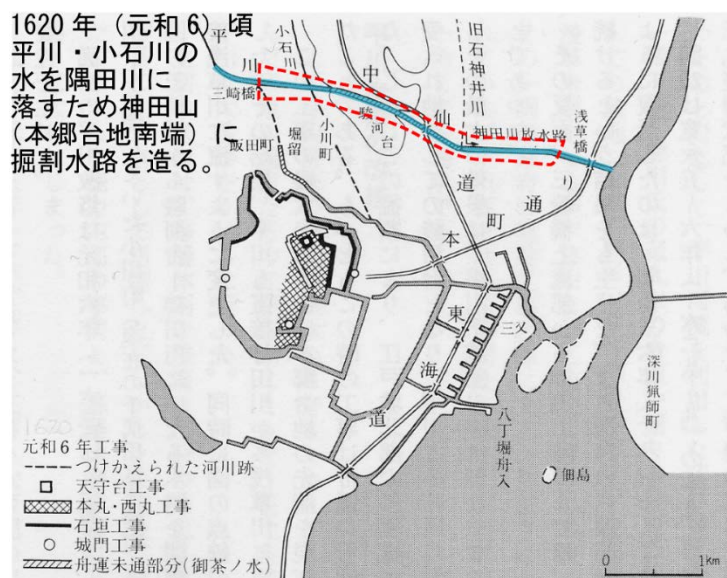 1620年（元和6）頃
平川・小石川の
水を隅田川に
落すため神田山
（本郷台地南端）に
掘割水路を造る。
平川
小石川
三崎橋
飯田町
堀留
小川町
駿河台
中仙道
旧石神井川
神田川放水路
浅草橋
本町通り
東海道
三又
八丁堀舟入
深川猟師町
佃島
1620
元和6年工事
つけかえられた河川跡
天守台工事
本丸・西丸工事
石垣工事
城門工事
舟運未通部分（御茶ノ水）
0 1km